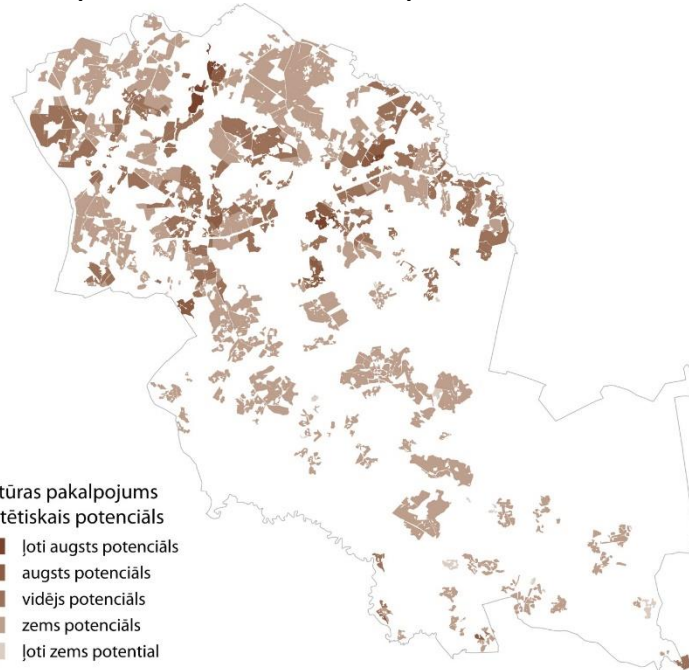 tūras pakalpojums
tētiskais potenciāls
ļoti augsts potenciāls
augsts potenciāls
vidējs potenciāls
zems potenciāls
ļoti zems potential